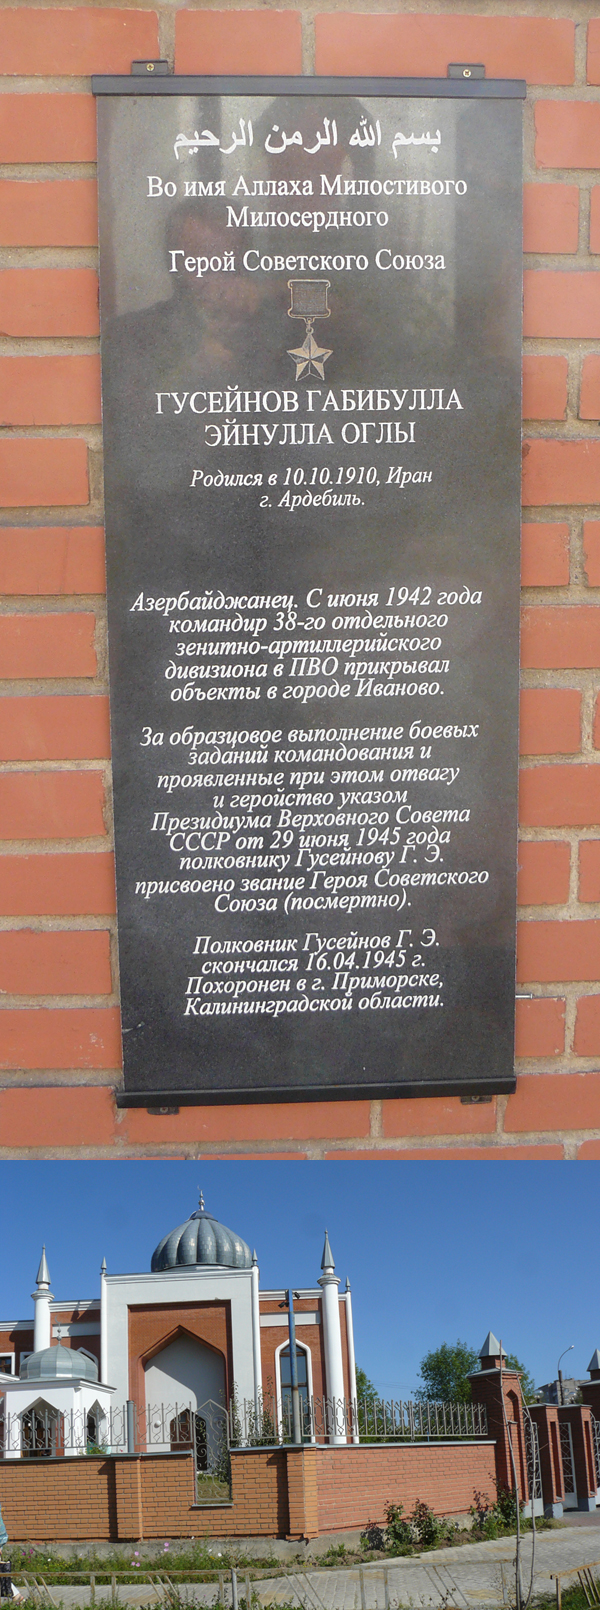 بسم الله الرمن الرحيم
Во имя Аллаха Милостивого
Милосердного
Герой Советского Союза
ГУСЕЙНОВ ГАБИБУЛЛА
ЭЙНУЛЛА ОГЛЫ
Родился в 10.10.1910, Иран
г. Ардебиль.
Азербайджанец. С июня 1942 года
командир 38-го отдельного
зенитно-артиллерийского
дивизиона в ПВО прикрывал
объекты в городе Иваново.
За образцовое выполнение боевых
заданий командования и
проявленные при этом отвагу
и геройство указом
Президиума Верховного Совета
СССР от 29 июня 1945 года
полковнику Гусейнову Г. Э.
присвоено звание Героя Советского
Союза (посмертно).
Полковник Гусейнов Г. Э.
скончался 16.04.1945 г.
Похоронен в г. Приморске,
Калининградской области.